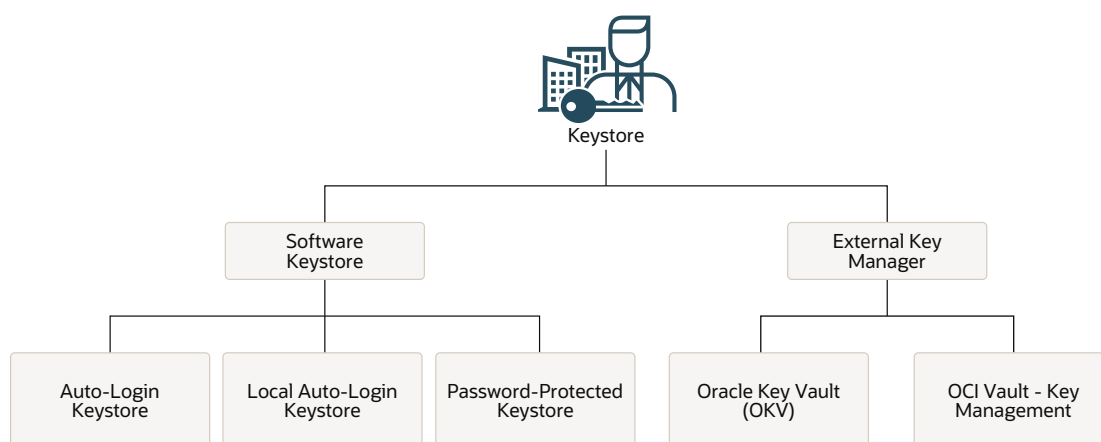 Keystore
Software
Keystore
External Key
Manager
Auto-Login
Keystore
Local Auto-Login
Keystore
Password-Protected
Keystore
Oracle Key Vault
(OKV)
OCI Vault - Key
Management